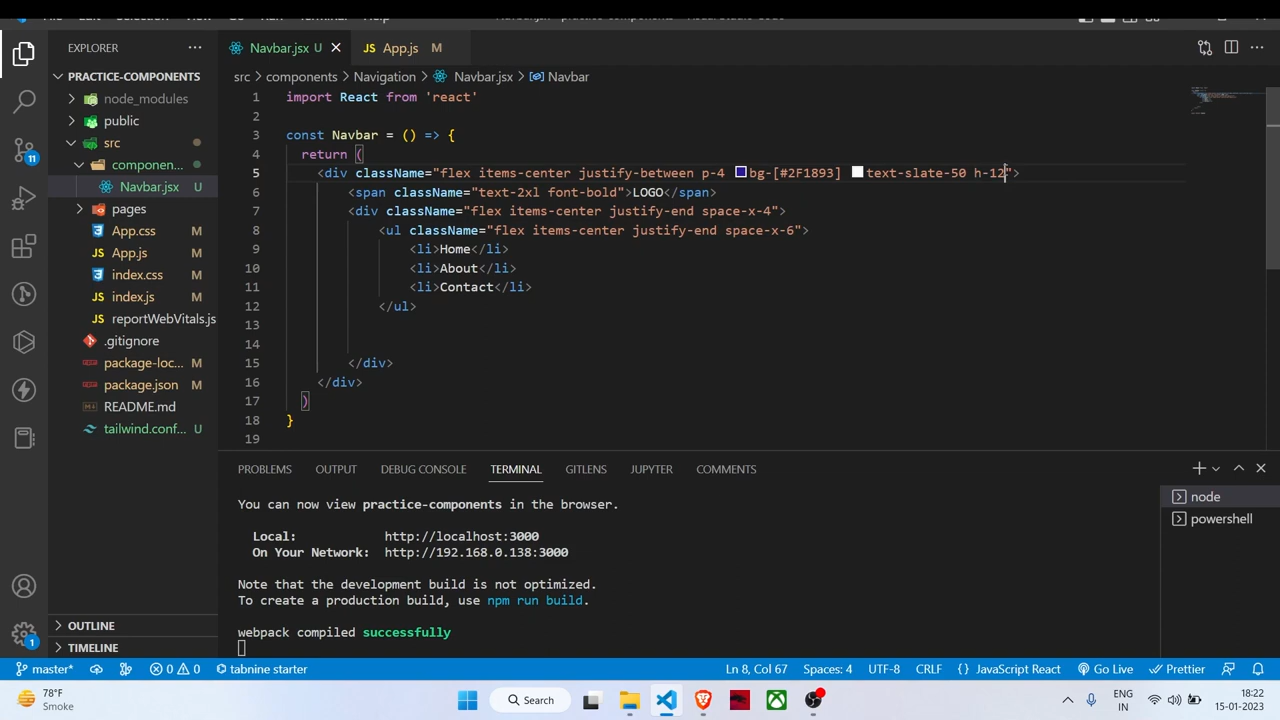 EXPLORER
PRACTICE-COMPONENTS
node_modules
public
src
componen...
Navbar.jsx U
pages
App.css M
App.js M
index.css M
index.js M
reportWebVitals.js
.gitignore
package-loc... M
package.json M
README.md
tailwind.conf... U
OUTLINE
TIMELINE
11
1
Navbar.jsx U
JS App.js M
src > components > Navigation > Navbar.jsx > Navbar
1 import React from 'react'
2
3 const Navbar = () => {
4 return (
5 <div className="flex items-center justify-between p-4 bg-[#2F1893] text-slate-50 h-12">
6 <span className="text-2xl font-bold">LOGO</span>
7 <div className="flex items-center justify-end space-x-4">
8 <ul className="flex items-center justify-end space-x-6">
9 <li>Home</li>
10 <li>About</li>
11 <li>Contact</li>
12 </ul>
13
14
15 </div>
16 </div>
17 )
18 }
19
PROBLEMS OUTPUT DEBUG CONSOLE TERMINAL GITLENS JUPYTER COMMENTS
You can now view practice-components in the browser.
Local: http://localhost:3000
On Your Network: http://192.168.0.138:3000
Note that the development build is not optimized.
To create a production build, use npm run build.
webpack compiled successfully
node
powershell
master* 0 0 tabnine starter Ln 8, Col 67 Spaces: 4 UTF-8 CRLF {} JavaScript React Go Live Prettier
78°F
Smoke
Search
ENG
IN
18:22
15-01-2023